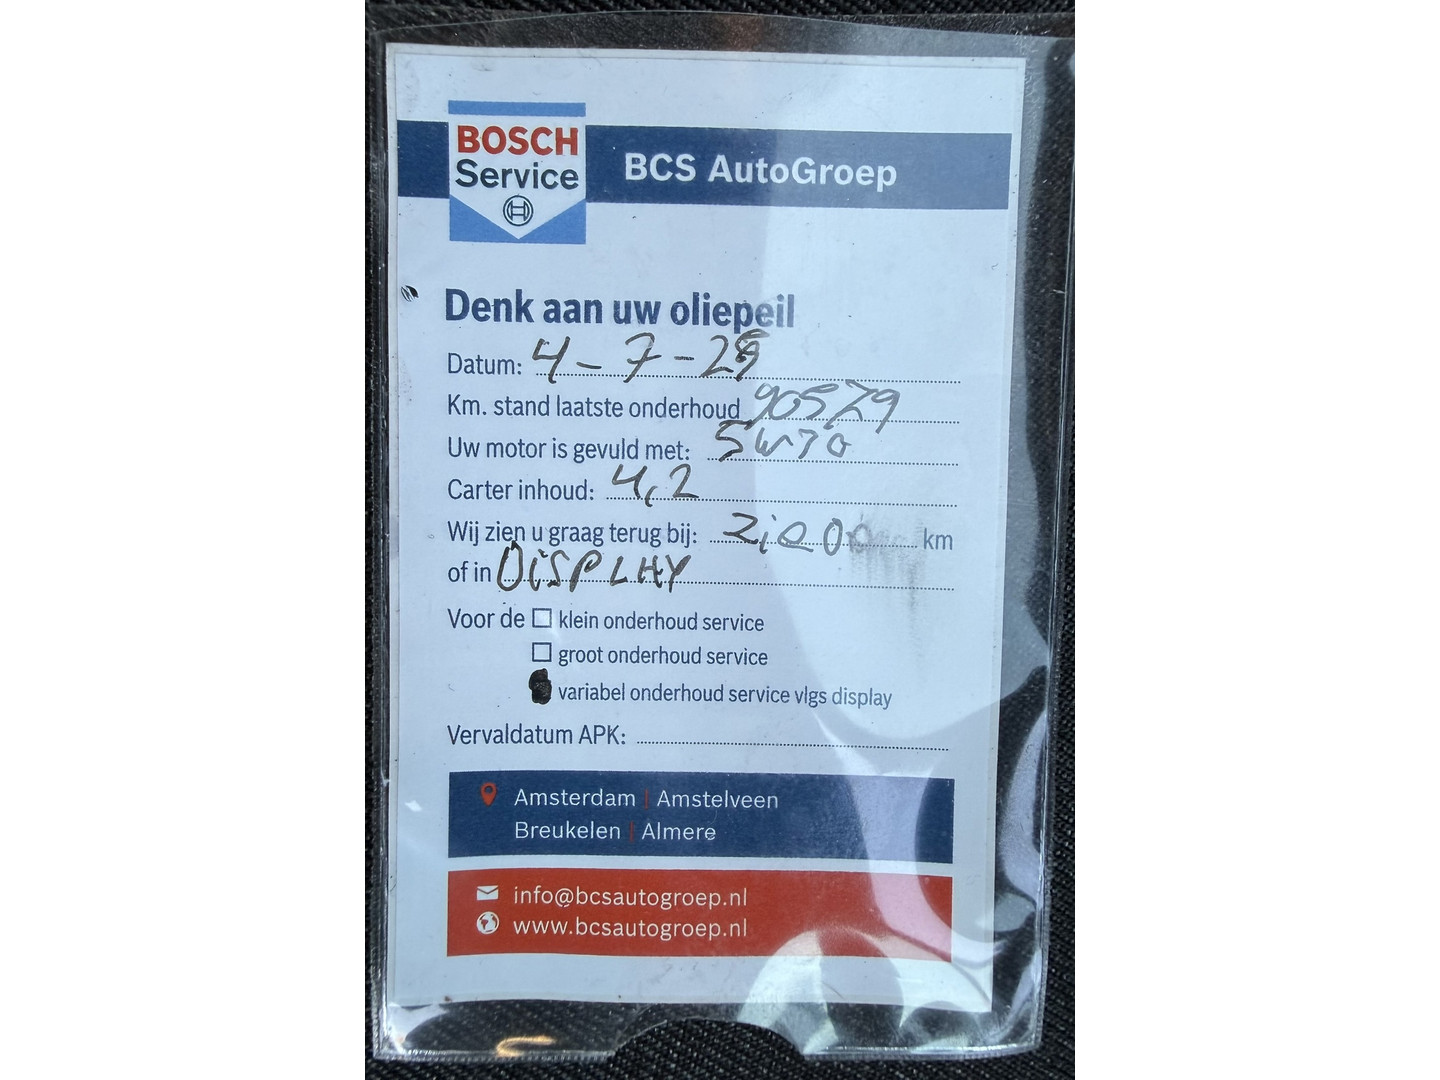 BOSCH
Service
BCS AutoGroep
Denk aan uw oliepeil
Datum: 4-7-
Km. stand laatste onderhoud 90579
Uw motor is gevuld met: 5W30
Carter inhoud: 4,2
Wij zien u graag terug bij: km
of in DiSPLAY
Voor de klein onderhoud service
groot onderhoud service
variabel onderhoud service vlgs display
Vervaldatum APK:
Amsterdam | Amstelveen
Breukelen | Almere
info@bcsautogroep.nl
www.bcsautogroep.nl